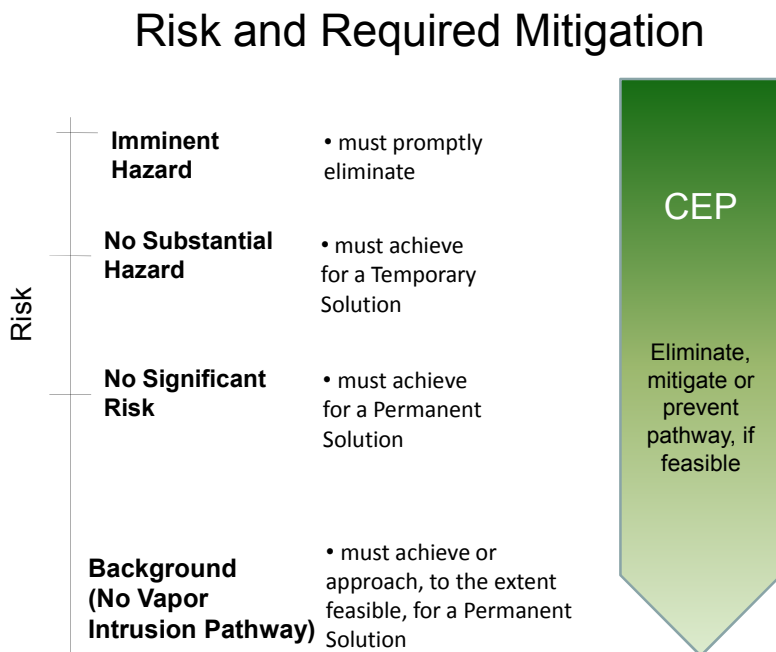 Risk and Required Mitigation
Risk
Imminent
Hazard
• must promptly
eliminate
No Substantial
Hazard
• must achieve
for a Temporary
Solution
No Significant
Risk
• must achieve
for a Permanent
Solution
Background
(No Vapor
Intrusion Pathway)
• must achieve or
approach, to the extent
feasible, for a Permanent
Solution
CEP
Eliminate,
mitigate or
prevent
pathway, if
feasible